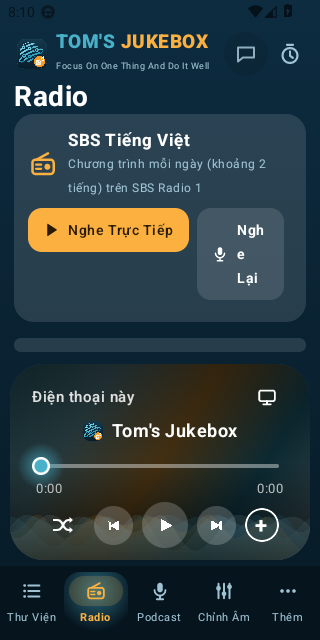 8:10
TOM'S JUKEBOX
Focus On One Thing And Do It Well
Radio
SBS Tiếng Việt
Chương trình mỗi ngày (khoảng 2
tiếng) trên SBS Radio 1
Nghe Trực Tiếp
Ngh
e
Lại
Điện thoại này
Tom's Jukebox
0:00
0:00
Thư Viện
Radio
Podcast
Chỉnh Âm
Thêm